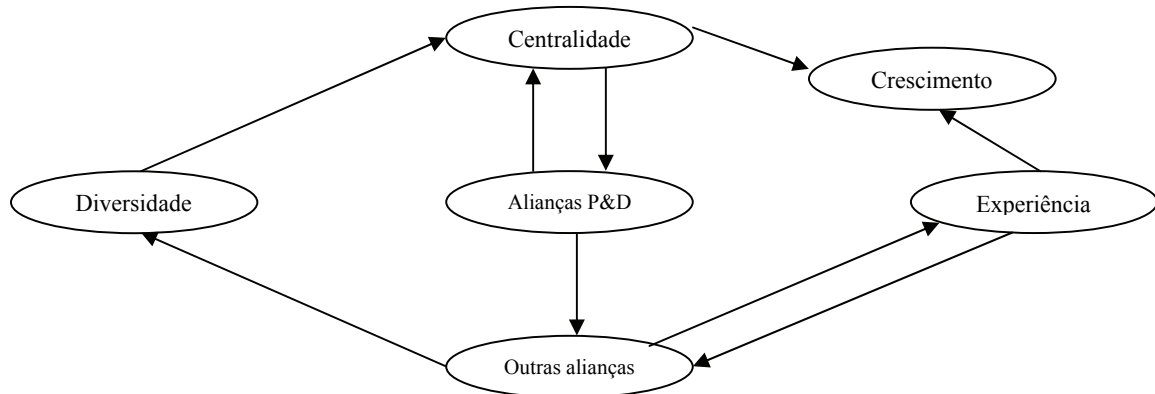 Centralidade
Crescimento
Diversidade
Alianças P&D
Experiência
Outras alianças